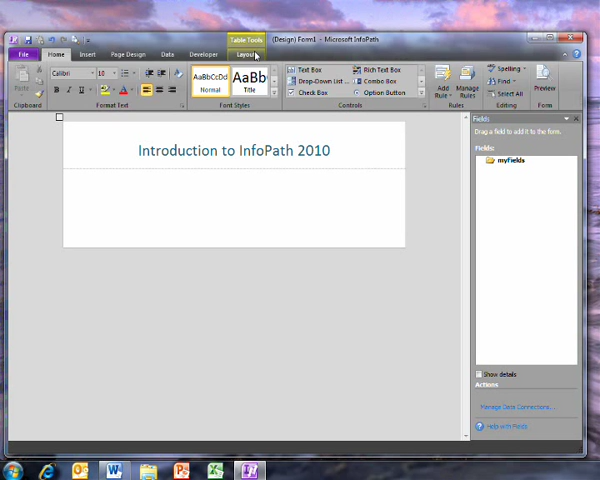 Table Tools
(Design) Form1 - Microsoft InfoPath
File Home Insert Page Design Data Developer Layout
Paste
Calibri 10
AaBbCcDd
Normal
AaBb
Title
Text Box
Drop-Down List ...
Check Box
Rich Text Box
Combo Box
Option Button
Add Rule
Manage Rules
Spelling
Find
Select All
Preview
B I U
Clipboard Format Text Font Styles Controls Rules Editing Form
Introduction to InfoPath 2010
Fields
Drag a field to add it to the form.
Fields:
myFields
Show details
Actions
Manage Data Connections...
Help with Fields